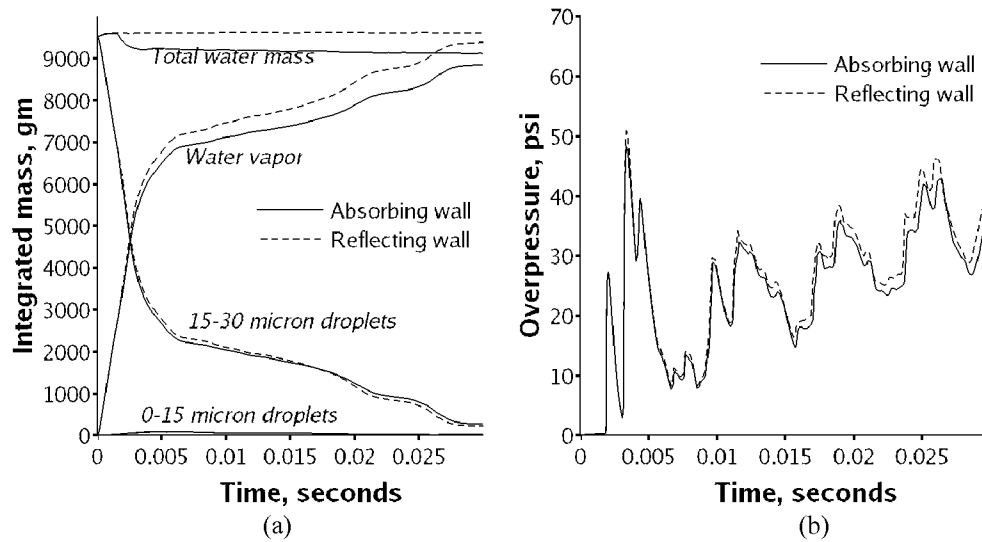 Integrated mass, gm
9000
8000
7000
6000
5000
4000
3000
2000
1000
0
Total water mass
Water vapor
Absorbing wall
Reflecting wall
15-30 micron droplets
0-15 micron droplets
0 0.005 0.01 0.015 0.02 0.025
Time, seconds
(a)
Overpressure, psi
70
60
50
40
30
20
10
0
Absorbing wall
Reflecting wall
0 0.005 0.01 0.015 0.02 0.025
Time, seconds
(b)